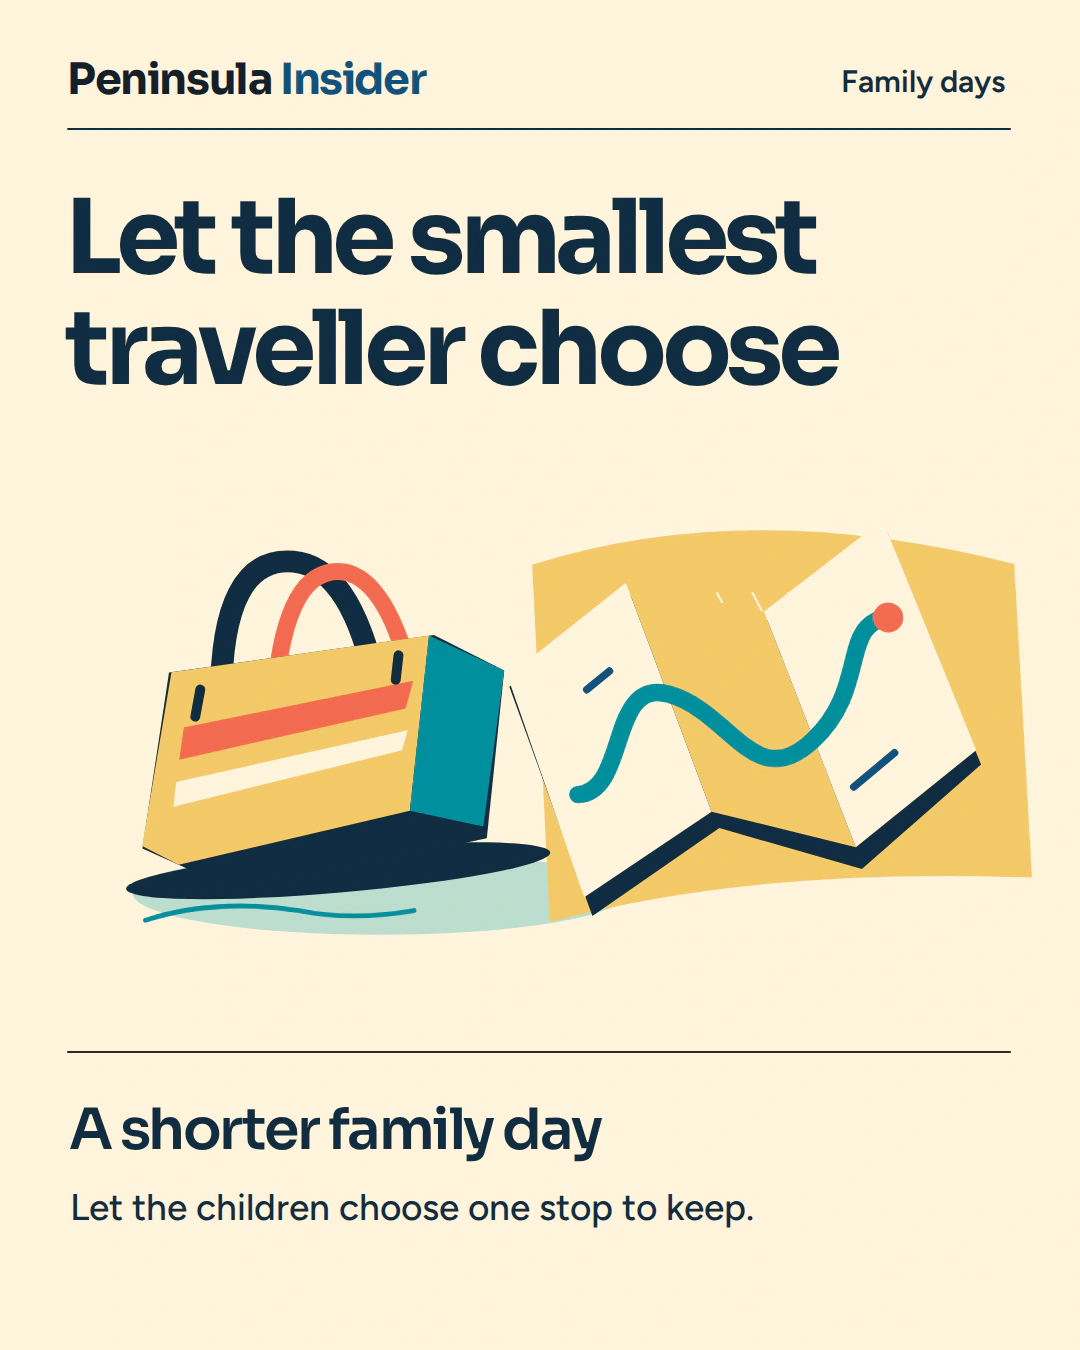 Peninsula Insider
Family days
Let the smallest
traveller choose
A shorter family day
Let the children choose one stop to keep.